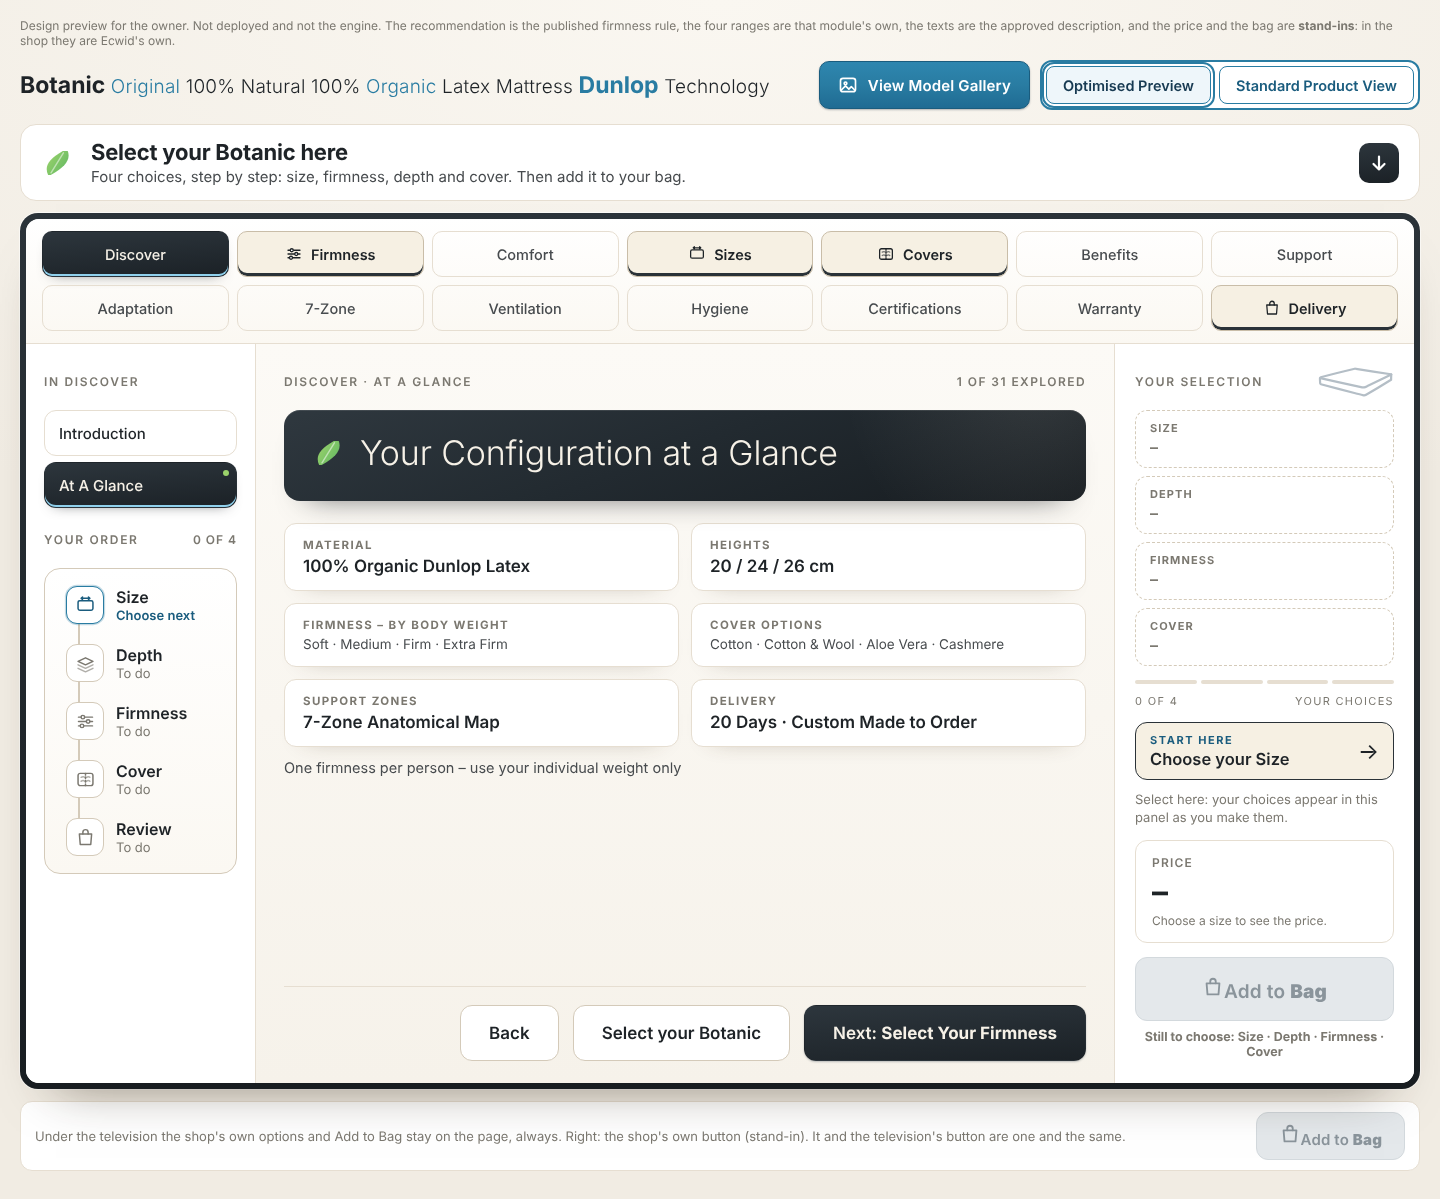 Design preview for the owner. Not deployed and not the engine. The recommendation is the published firmness rule, the four ranges are that module's own, the texts are the approved description, and the price and the bag are stand-ins: in the
shop they are Ecwid's own.
Botanic Original 100% Natural 100% Organic Latex Mattress Dunlop Technology
View Model Gallery
Optimised Preview
Standard Product View
Select your Botanic here
Four choices, step by step: size, firmness, depth and cover. Then add it to your bag.
Discover
Firmness
Comfort
Sizes
Covers
Benefits
Support
Adaptation
7-Zone
Ventilation
Hygiene
Certifications
Warranty
Delivery
IN DISCOVER
Introduction
At A Glance
YOUR ORDER
0 OF 4
Size
Choose next
Depth
To do
Firmness
To do
Cover
To do
Review
To do
DISCOVER · AT A GLANCE
1 OF 31 EXPLORED
Your Configuration at a Glance
MATERIAL
100% Organic Dunlop Latex
HEIGHTS
20 / 24 / 26 cm
FIRMNESS – BY BODY WEIGHT
Soft · Medium · Firm · Extra Firm
COVER OPTIONS
Cotton · Cotton & Wool · Aloe Vera · Cashmere
SUPPORT ZONES
7-Zone Anatomical Map
DELIVERY
20 Days · Custom Made to Order
One firmness per person – use your individual weight only
Back
Select your Botanic
Next: Select Your Firmness
YOUR SELECTION
SIZE
–
DEPTH
–
FIRMNESS
–
COVER
–
0 OF 4
YOUR CHOICES
START HERE
Choose your Size
Select here: your choices appear in this
panel as you make them.
PRICE
–
Choose a size to see the price.
Add to Bag
Still to choose: Size · Depth · Firmness ·
Cover
Under the television the shop's own options and Add to Bag stay on the page, always. Right: the shop's own button (stand-in). It and the television's button are one and the same.
Add to Bag